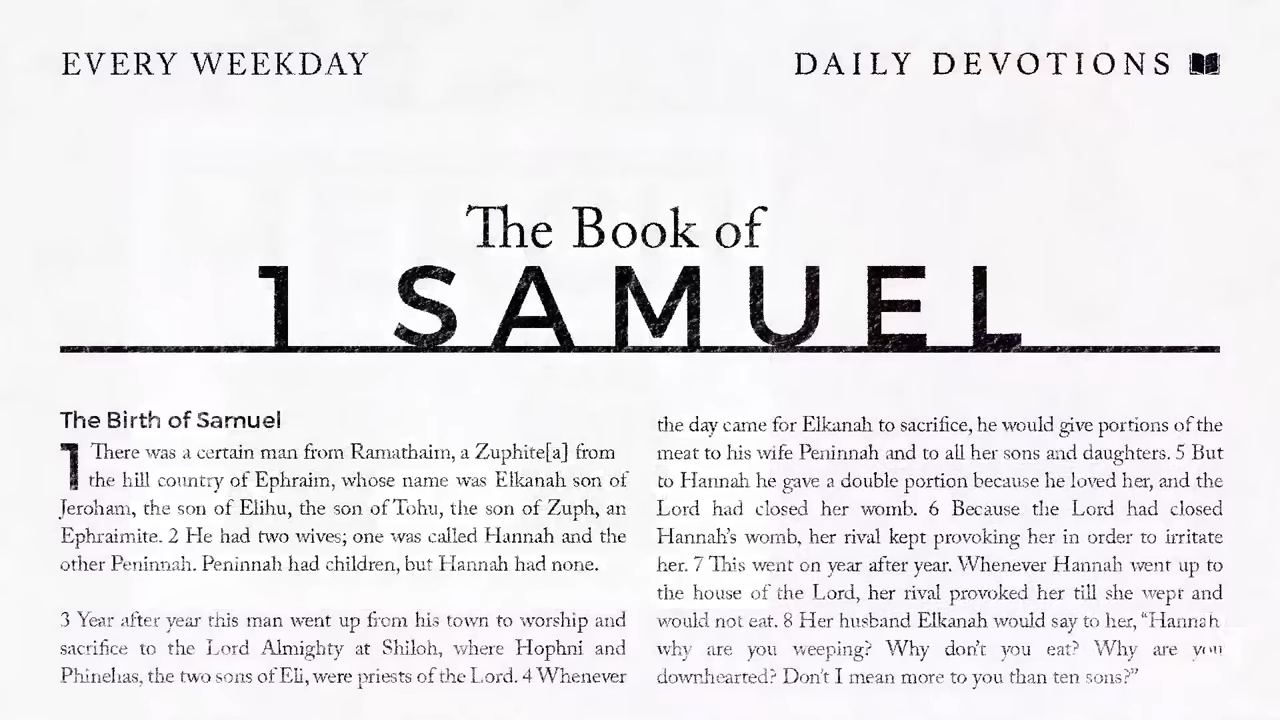 EVERY WEEKDAY
DAILY DEVOTIONS
The Book of
1 SAMUEL
The Birth of Samuel
1 There was a certain man from Ramathaim, a Zuphite[a] from
the hill country of Ephraim, whose name was Elkanah son of
Jeroham, the son of Elihu, the son of Tohu, the son of Zuph, an
Ephraimite. 2 He had two wives; one was called Hannah and the
other Peninnah. Peninnah had children, but Hannah had none.
3 Year after year this man went up from his town to worship and
sacrifice to the Lord Almighty at Shiloh, where Hophni and
Phinehas, the two sons of Eli, were priests of the Lord. 4 Whenever
the day came for Elkanah to sacrifice, he would give portions of the
meat to his wife Peninnah and to all her sons and daughters. 5 But
to Hannah he gave a double portion because he loved her, and the
Lord had closed her womb. 6 Because the Lord had closed
Hannah's womb, her rival kept provoking her in order to irritate
her. 7 This went on year after year. Whenever Hannah went up to
the house of the Lord, her rival provoked her till she wept and
would not eat. 8 Her husband Elkanah would say to her, “Hannah
why are you weeping? Why don't you eat? Why are you
downhearted? Don't I mean more to you than ten sons?”